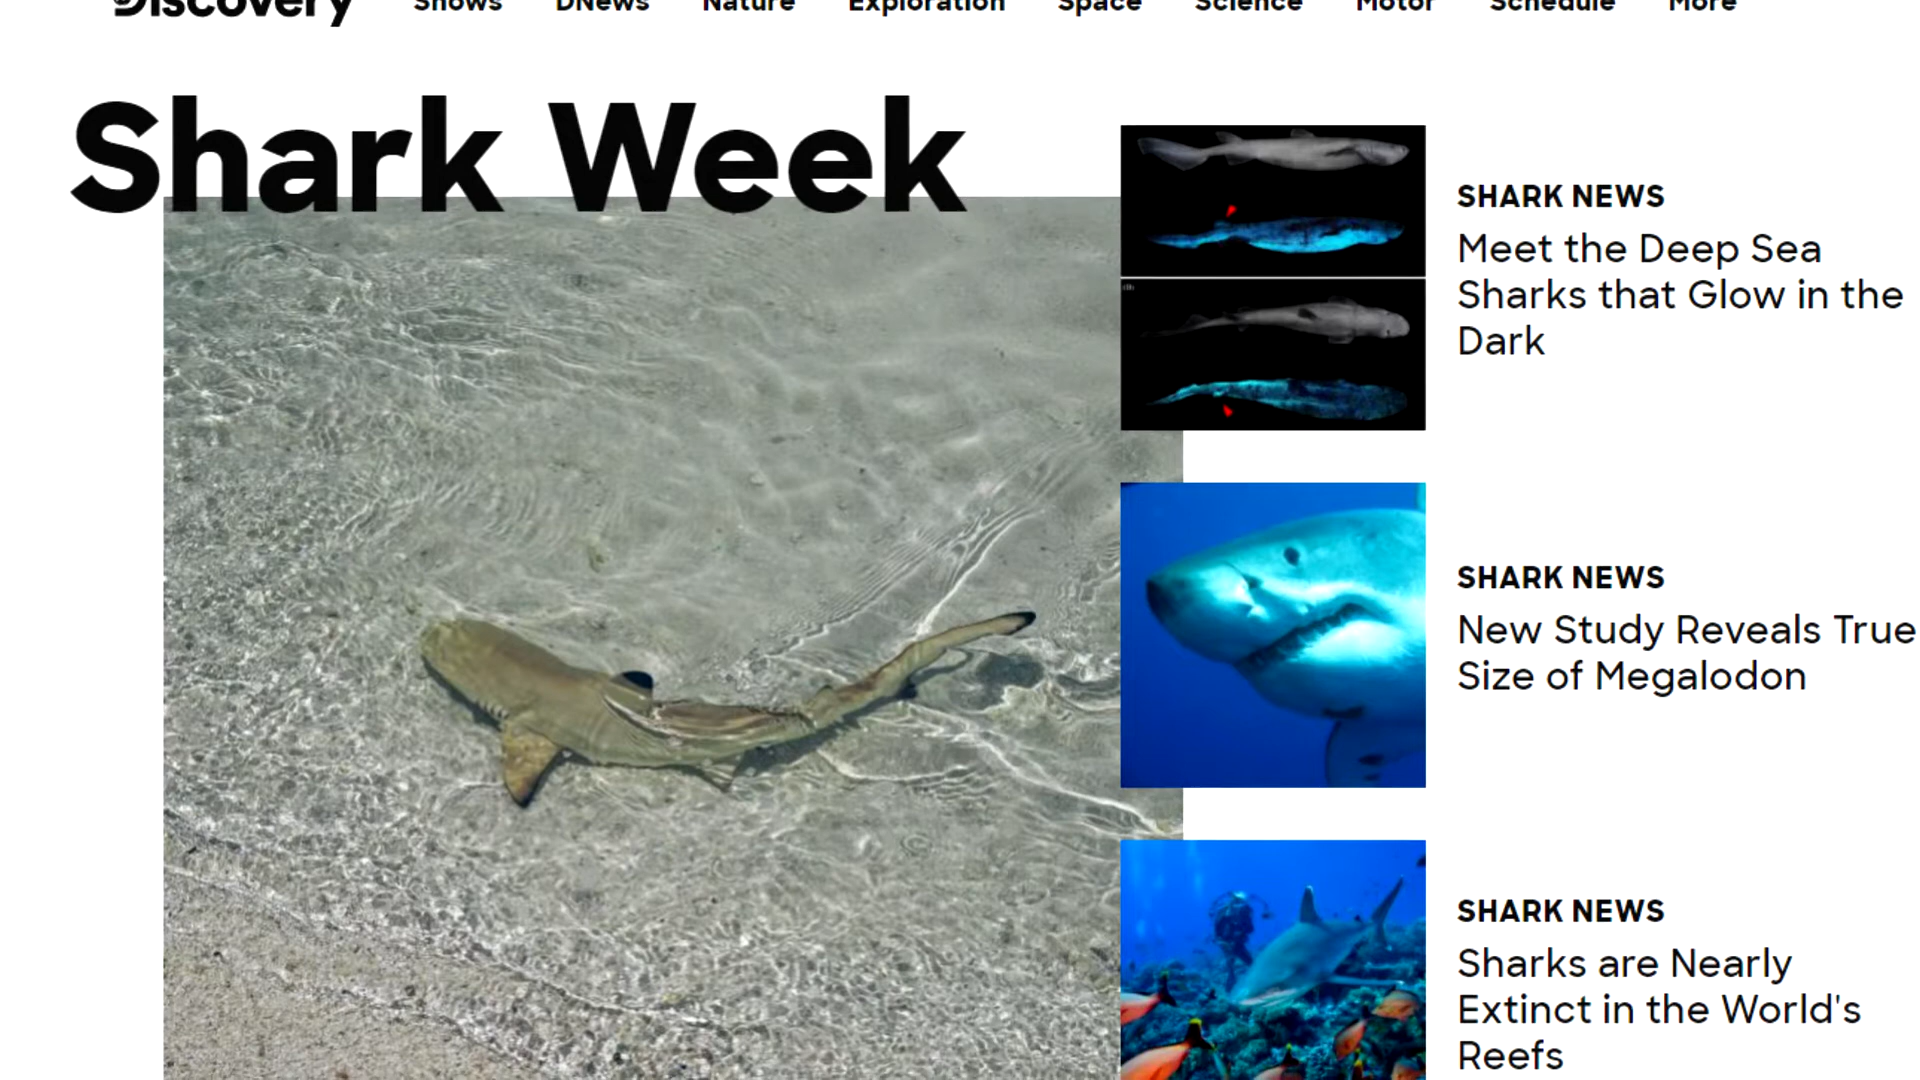 Discovery Shows DNews Nature Exploration Space Science Motor Schedule More
Shark Week
SHARK NEWS
Meet the Deep Sea
Sharks that Glow in the
Dark
SHARK NEWS
New Study Reveals True
Size of Megalodon
SHARK NEWS
Sharks are Nearly
Extinct in the World's
Reefs